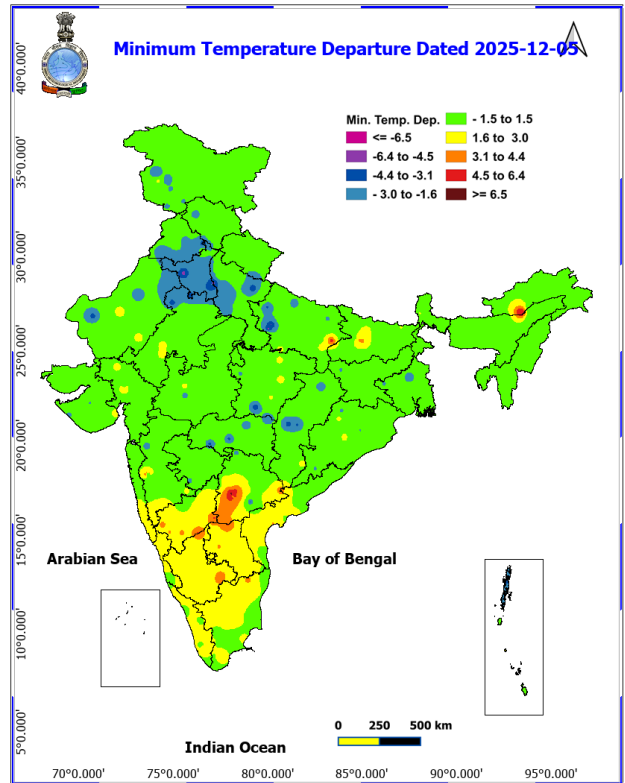 Minimum Temperature Departure Dated 2025-12-05
Min. Temp. Dep.
<= -6.5
-6.4 to -4.5
-4.4 to -3.1
- 3.0 to -1.6
- 1.5 to 1.5
1.6 to 3.0
3.1 to 4.4
4.5 to 6.4
>= 6.5
40°0.000'
35°0.000'
30°0.000'
25°0.000'
20°0.000'
15°0.000'
10°0.000'
5°0.000'
Arabian Sea
Bay of Bengal
Indian Ocean
0 250 500 km
70°0.000' 75°0.000' 80°0.000' 85°0.000' 90°0.000' 95°0.000'